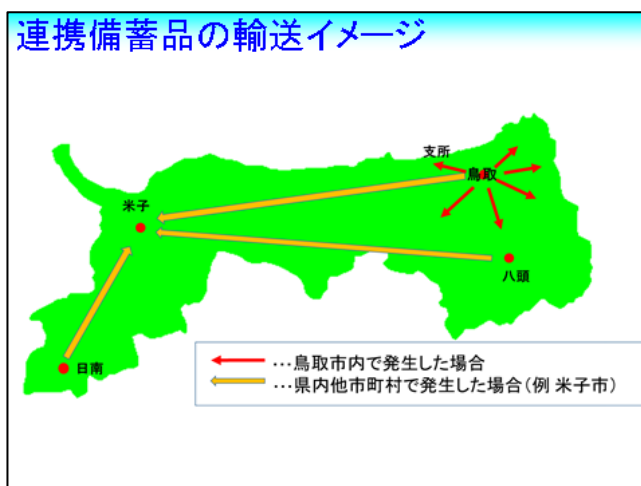 連携備蓄品の輸送イメージ
支所
鳥取
米子
八頭
日南
…鳥取市内で発生した場合
…県内他市町村で発生した場合(例 米子市)